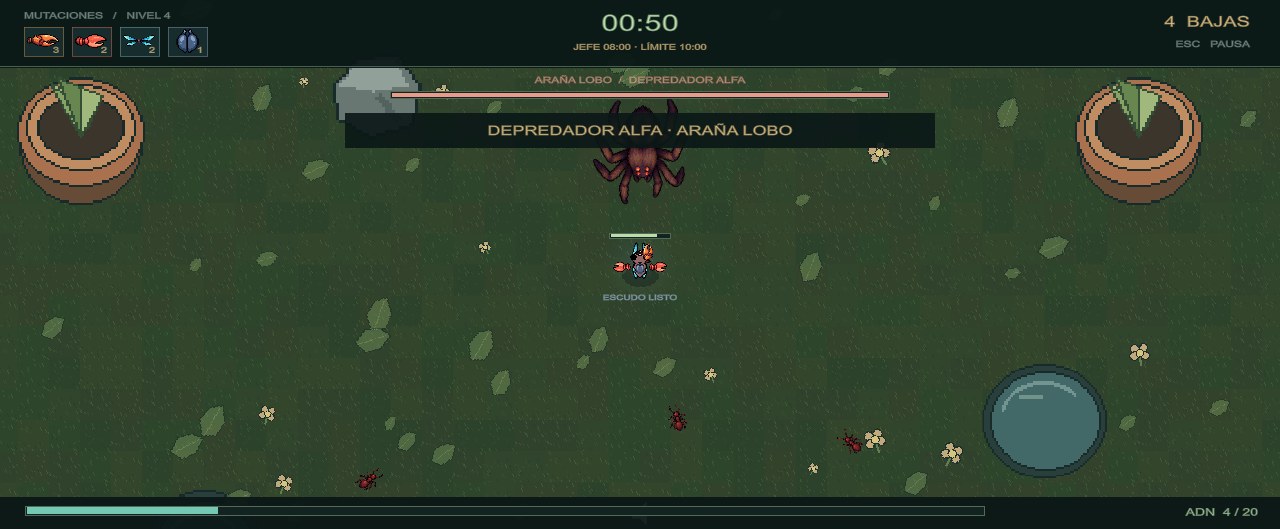 MUTACIONES / NIVEL 4
3
2
2
1
00:50
JEFE 08:00 · LÍMITE 10:00
4 BAJAS
ESC PAUSA
ARAÑA LOBO / DEPREDADOR ALFA
DEPREDADOR ALFA · ARAÑA LOBO
ESCUDO LISTO
ADN 4 / 20